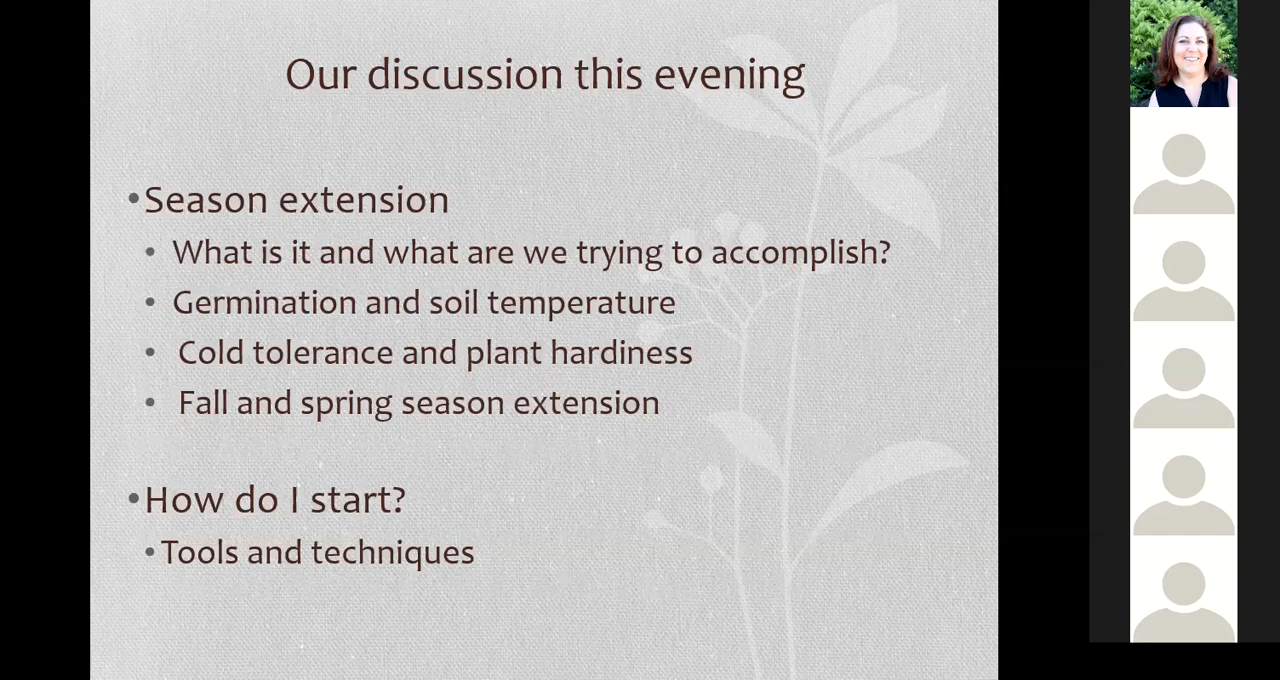 Our discussion this evening
•Season extension
• What is it and what are we trying to accomplish?
• Germination and soil temperature
• Cold tolerance and plant hardiness
• Fall and spring season extension
•How do I start?
•Tools and techniques